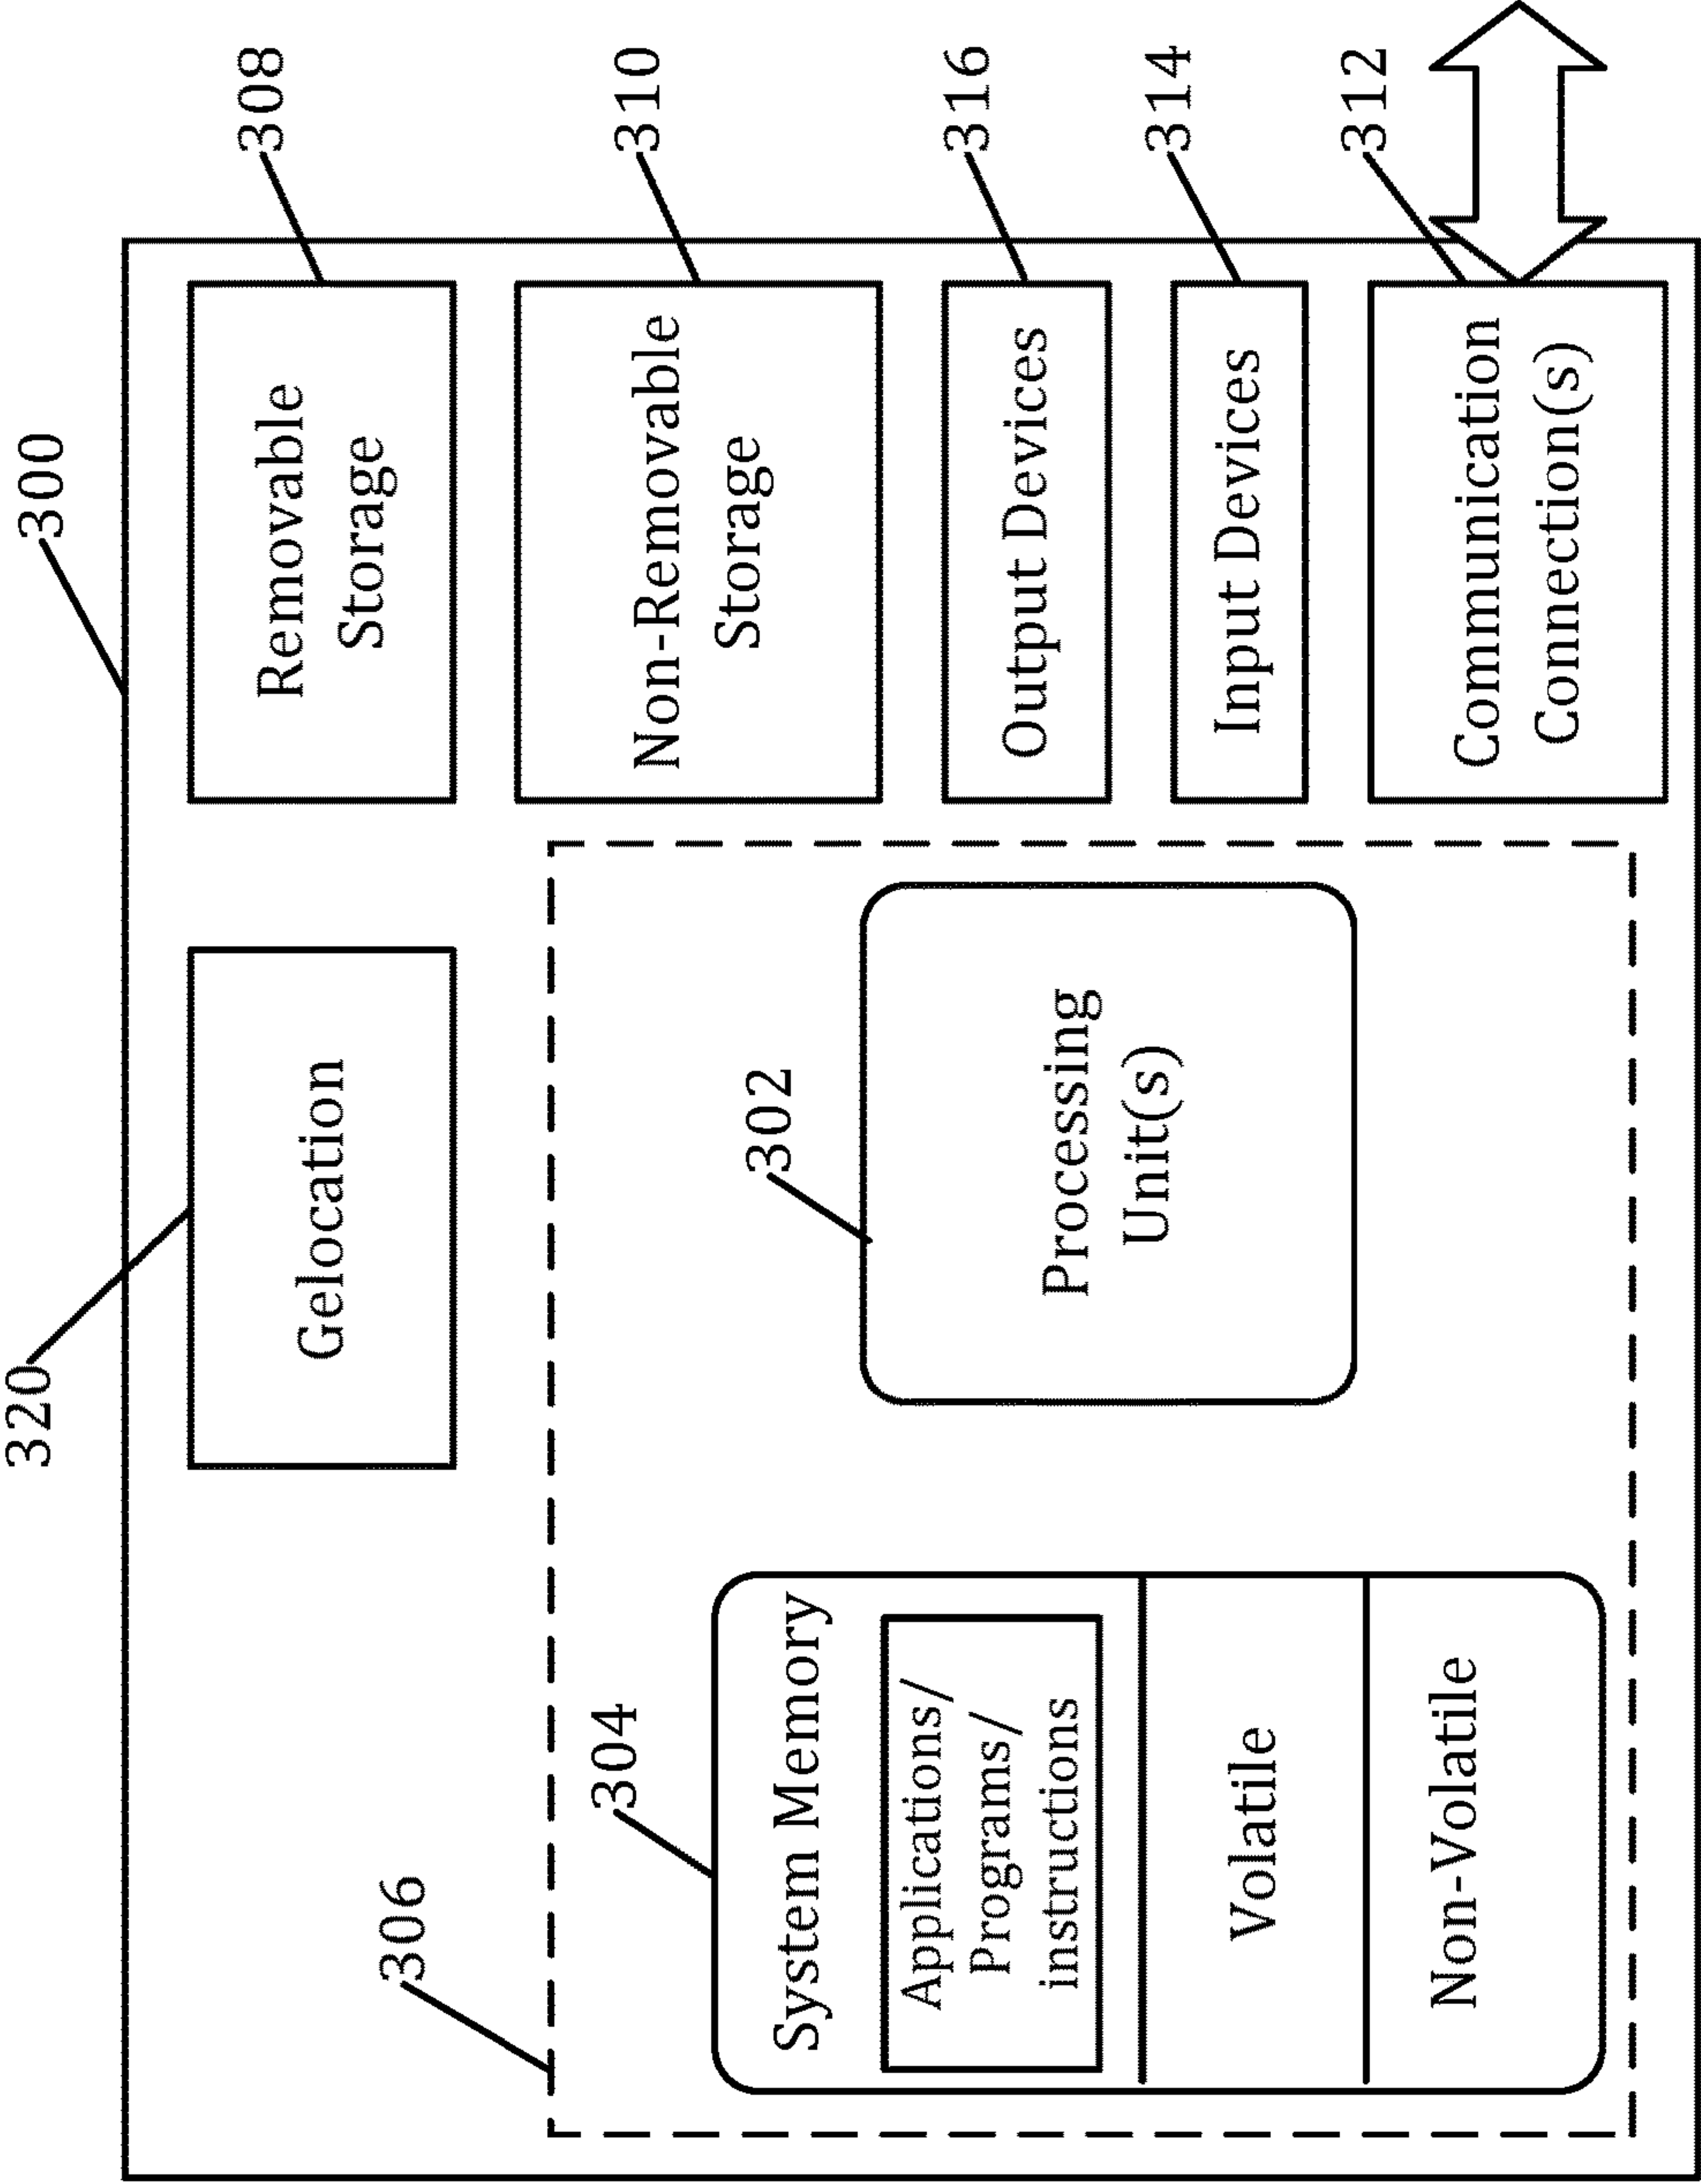 300
320
Gelocation
Removable
Storage
308
306
304
System Memory
Applications/
Programs/
instructions
Volatile
Non-Volatile
302
Processing
Unit(s)
Non-Removable
Storage
310
Output Devices
316
Input Devices
314
Communication
Connection(s)
312